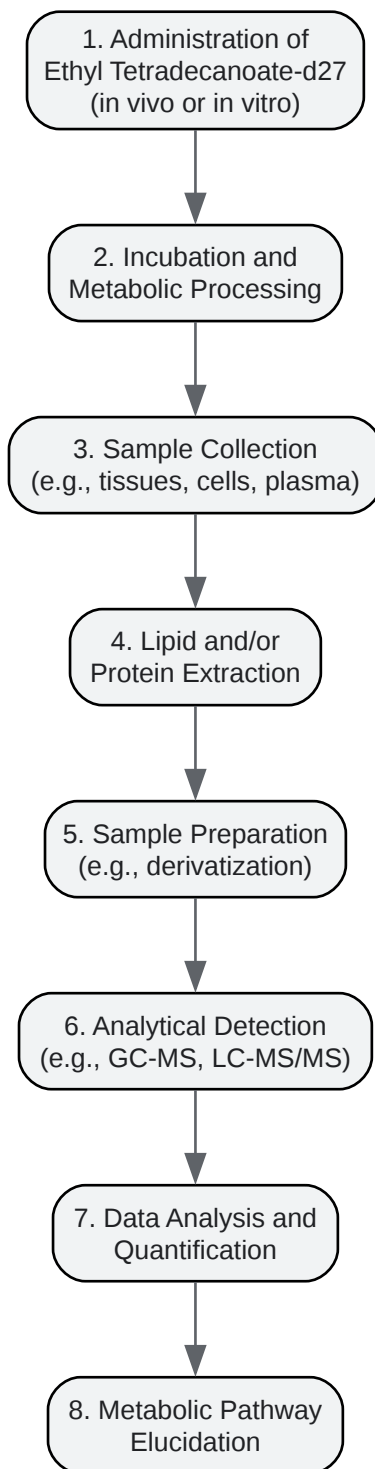 1. Administration of
Ethyl Tetradecanoate-d27
(in vivo or in vitro)
2. Incubation and
Metabolic Processing
3. Sample Collection
(e.g., tissues, cells, plasma)
4. Lipid and/or
Protein Extraction
5. Sample Preparation
(e.g., derivatization)
6. Analytical Detection
(e.g., GC-MS, LC-MS/MS)
7. Data Analysis and
Quantification
8. Metabolic Pathway
Elucidation